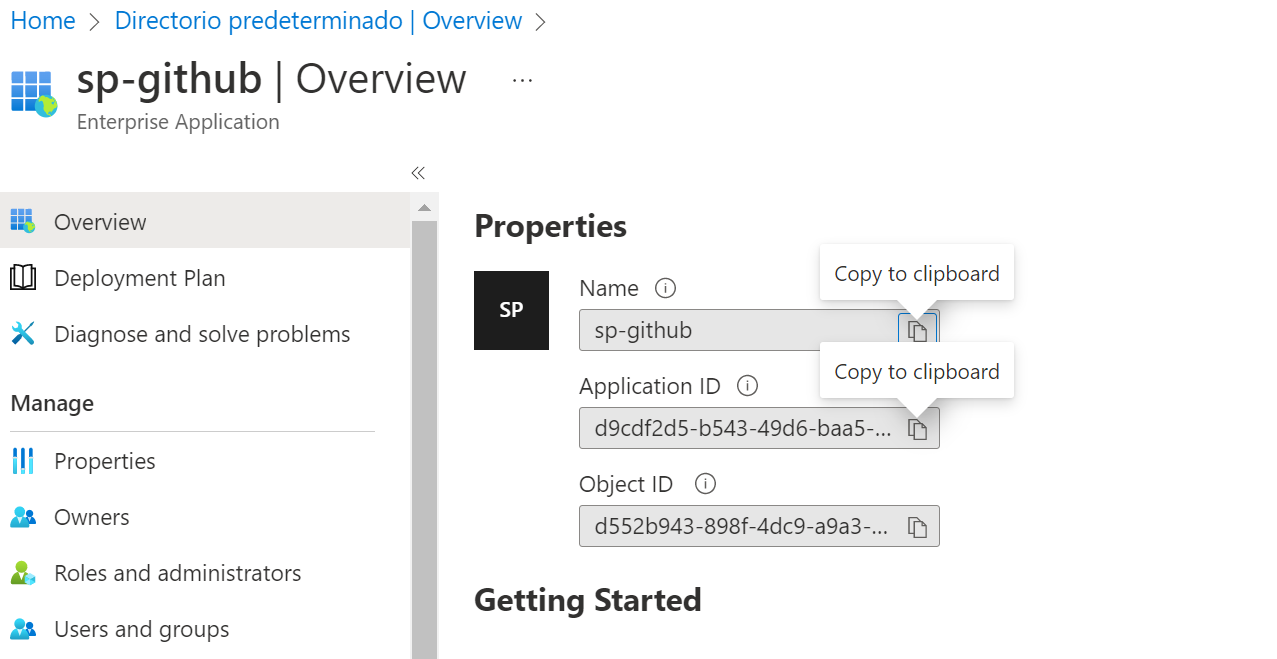 Home > Directorio predeterminado | Overview >
sp-github | Overview ...
Enterprise Application
«
Overview
Deployment Plan
Diagnose and solve problems
Manage
Properties
Owners
Roles and administrators
Users and groups
Properties
SP
Name
Copy to clipboard
sp-github
Application ID
Copy to clipboard
d9cdf2d5-b543-49d6-baa5-...
Object ID
d552b943-898f-4dc9-a9a3-...
Getting Started